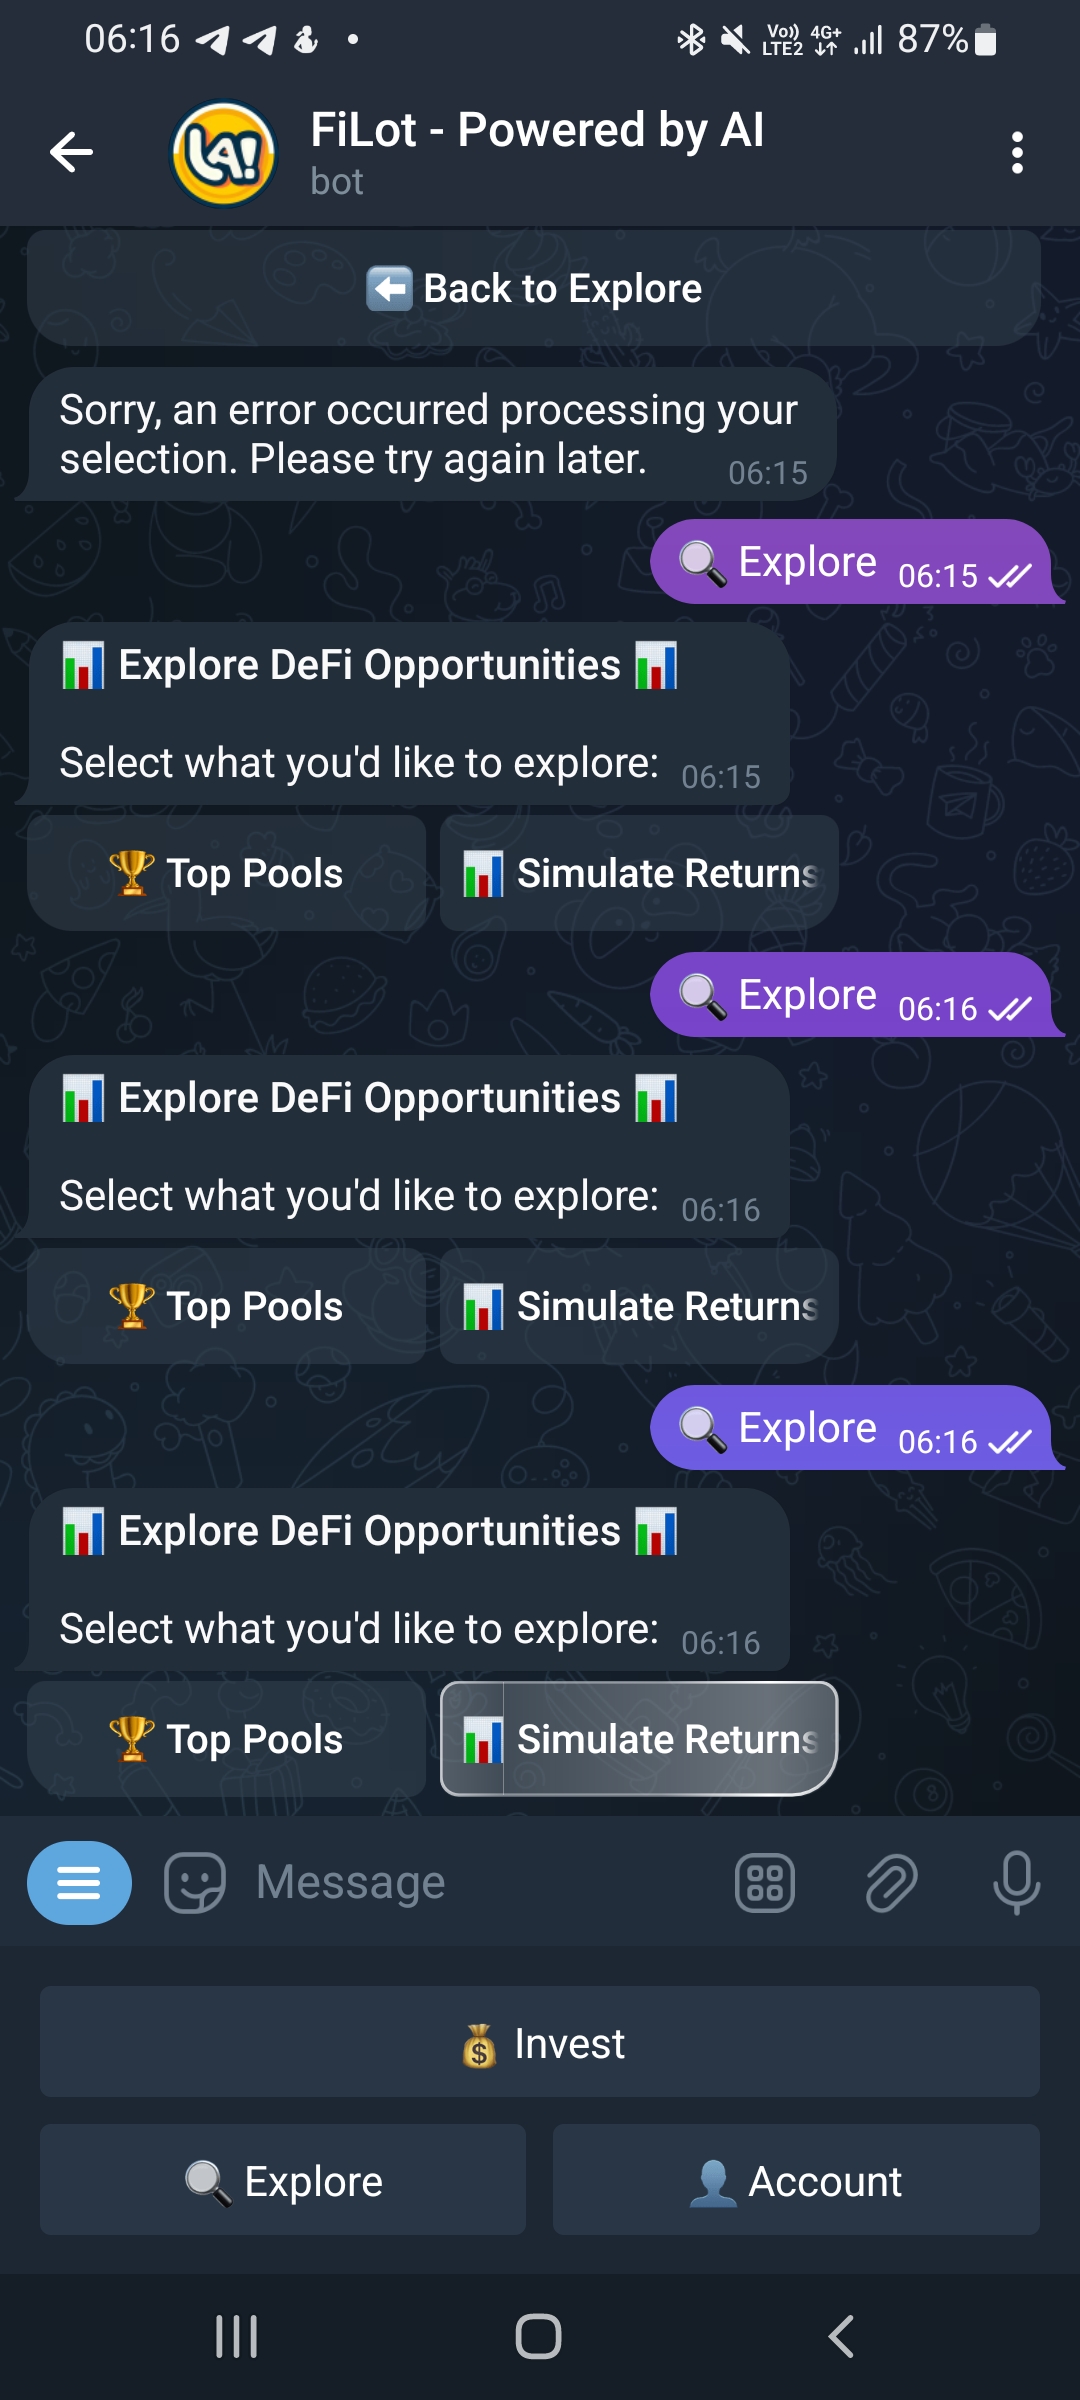 06:16
Vo)) LTE2 4G+ 87%
FiLot - Powered by AI
bot
LA!
Back to Explore
Sorry, an error occurred processing your
selection. Please try again later. 06:15
Explore 06:15
Explore DeFi Opportunities
Select what you'd like to explore: 06:15
Top Pools
Simulate Returns
Explore 06:16
Explore DeFi Opportunities
Select what you'd like to explore: 06:16
Top Pools
Simulate Returns
Explore 06:16
Explore DeFi Opportunities
Select what you'd like to explore: 06:16
Top Pools
Simulate Returns
Message
Invest
Explore
Account